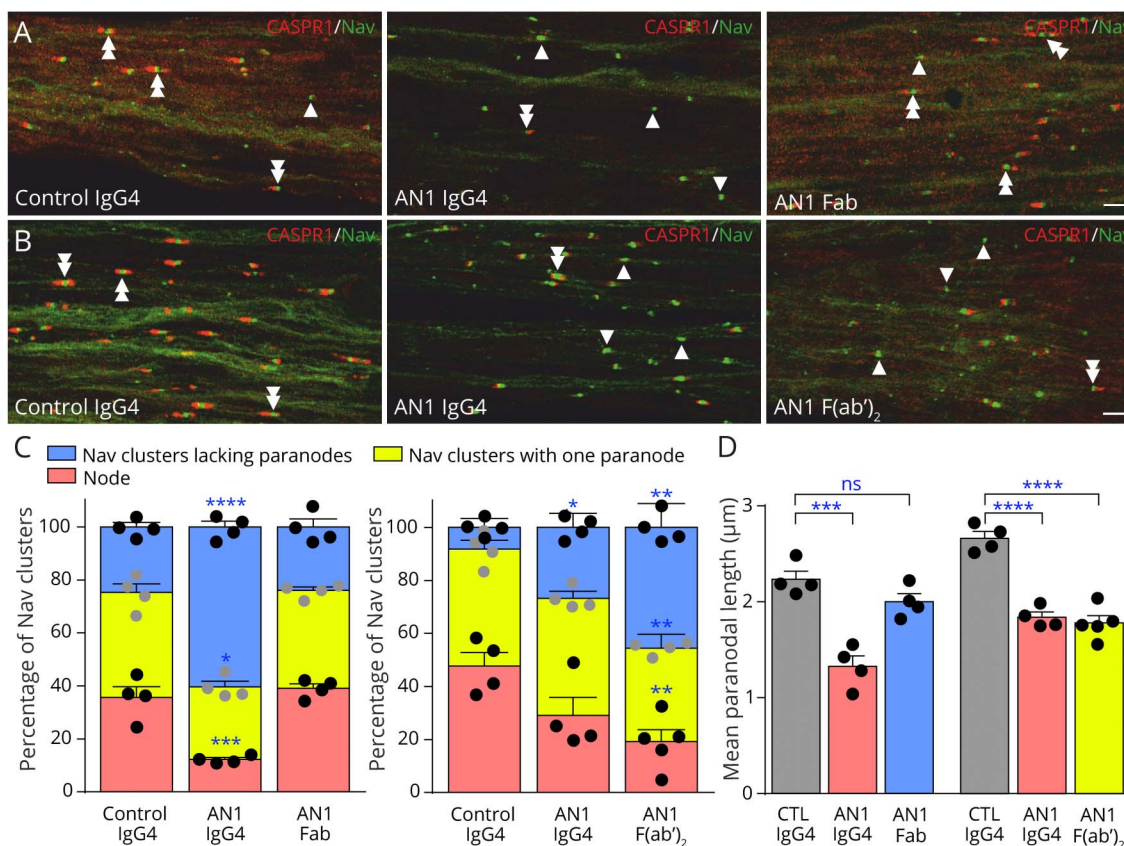 A
CASPR1/Nav
Control IgG4
CASPR1/Nav
AN1 IgG4
CASPR1/Nav
AN1 Fab
B
CASPR1/Nav
Control IgG4
CASPR1/Nav
AN1 IgG4
CASPR1/Nav
AN1 F(ab')₂
C
Nav clusters lacking paranodes
Nav clusters with one paranode
Node
Percentage of Nav clusters
100
80
60
40
20
0
****
*
***
Control
IgG4
AN1
IgG4
AN1
Fab
Percentage of Nav clusters
100
80
60
40
20
0
*
**
**
**
Control
IgG4
AN1
IgG4
AN1
F(ab')₂
D
Mean paranodal length (µm)
3
2
1
0
ns
***
****
****
CTL
IgG4
AN1
IgG4
AN1
Fab
CTL
IgG4
AN1
IgG4
AN1
F(ab')₂